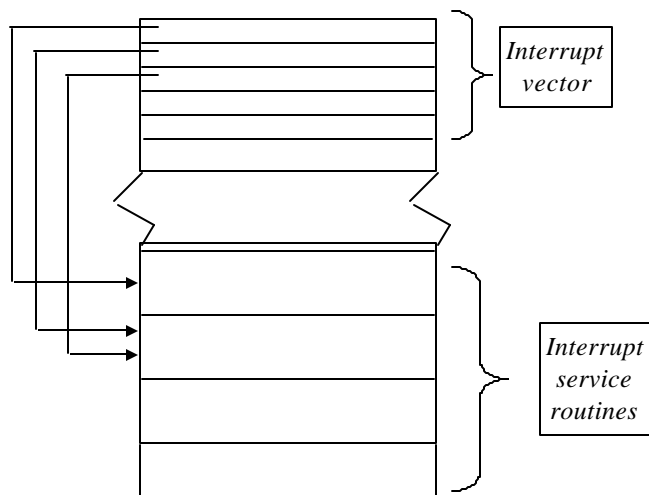 Interrupt
vector
Interrupt
service
routines